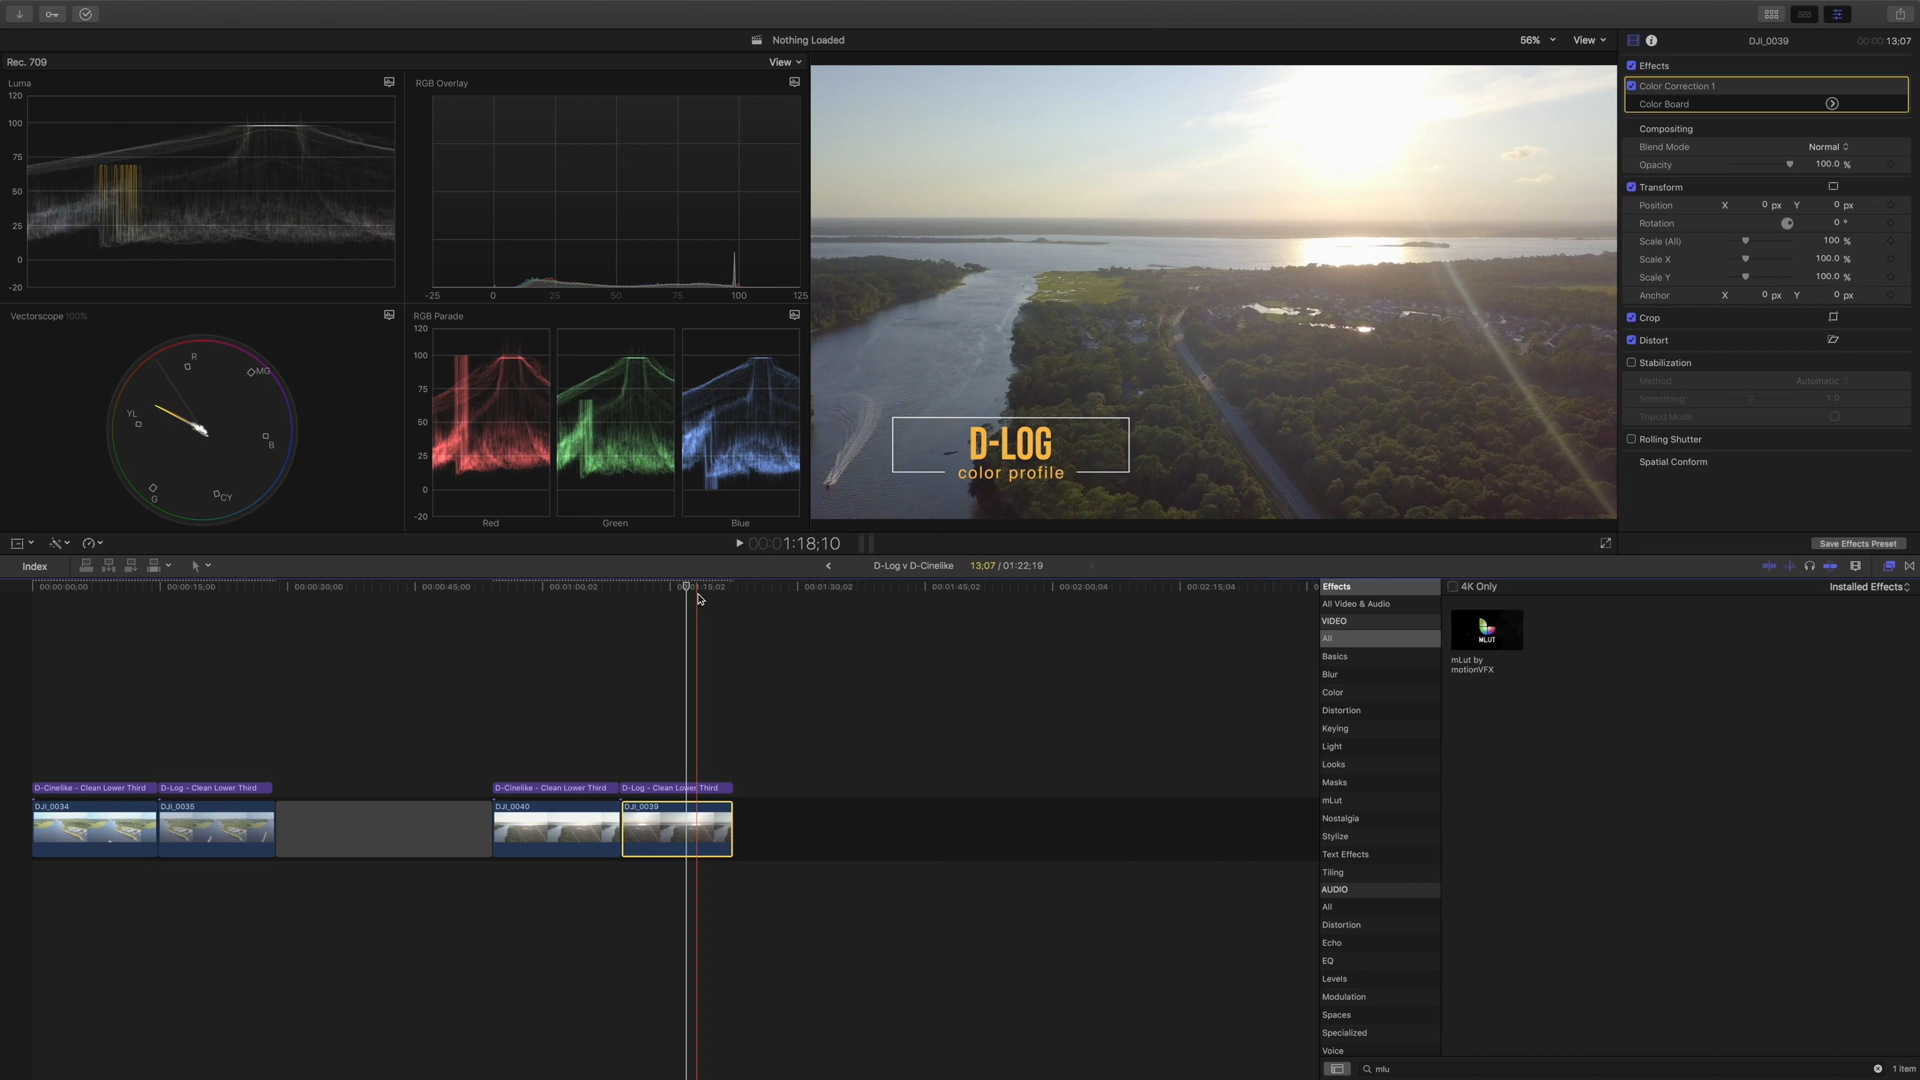 Nothing Loaded
56%
View
DJI_0039
00:00:13;07
Rec. 709
View
Luma
120
100
75
50
25
0
-20
RGB Overlay
-25
0
25
50
75
100
125
Vectorscope 100%
R
MG
B
CY
G
YL
RGB Parade
120
100
75
50
25
0
-20
Red
Green
Blue
D-LOG
color profile
Effects
Color Correction 1
Color Board
Compositing
Blend Mode
Normal
Opacity
100.0 %
Transform
Position
X
0 px
Y
0 px
Rotation
0 °
Scale (All)
100 %
Scale X
100.0 %
Scale Y
100.0 %
Anchor
X
0 px
Y
0 px
Crop
Distort
Stabilization
Method
Automatic
Smoothing
1.0
Tripod Mode
Rolling Shutter
Spatial Conform
Save Effects Preset
00:01:18;10
Index
D-Log v D-Cinelike
13;07 / 01:22;19
00:00:00;00
00:00:15;00
00:00:30;00
00:00:45;00
00:01:00;02
00:01:30;02
00:01:45;02
00:02:00;04
00:02:15;04
D-Cinelike - Clean Lower Third
D-Log - Clean Lower Third
D-Cinelike - Clean Lower Third
D-Log - Clean Lower Third
DJI_0034
DJI_0035
DJI_0040
DJI_0039
Effects
4K Only
Installed Effects
All Video & Audio
VIDEO
All
Basics
Blur
Color
Distortion
Keying
Light
Looks
Masks
mLut
Nostalgia
Stylize
Text Effects
Tiling
AUDIO
All
Distortion
Echo
EQ
Levels
Modulation
Spaces
Specialized
Voice
MLUT
mLut by
motionVFX
mlu
1 item